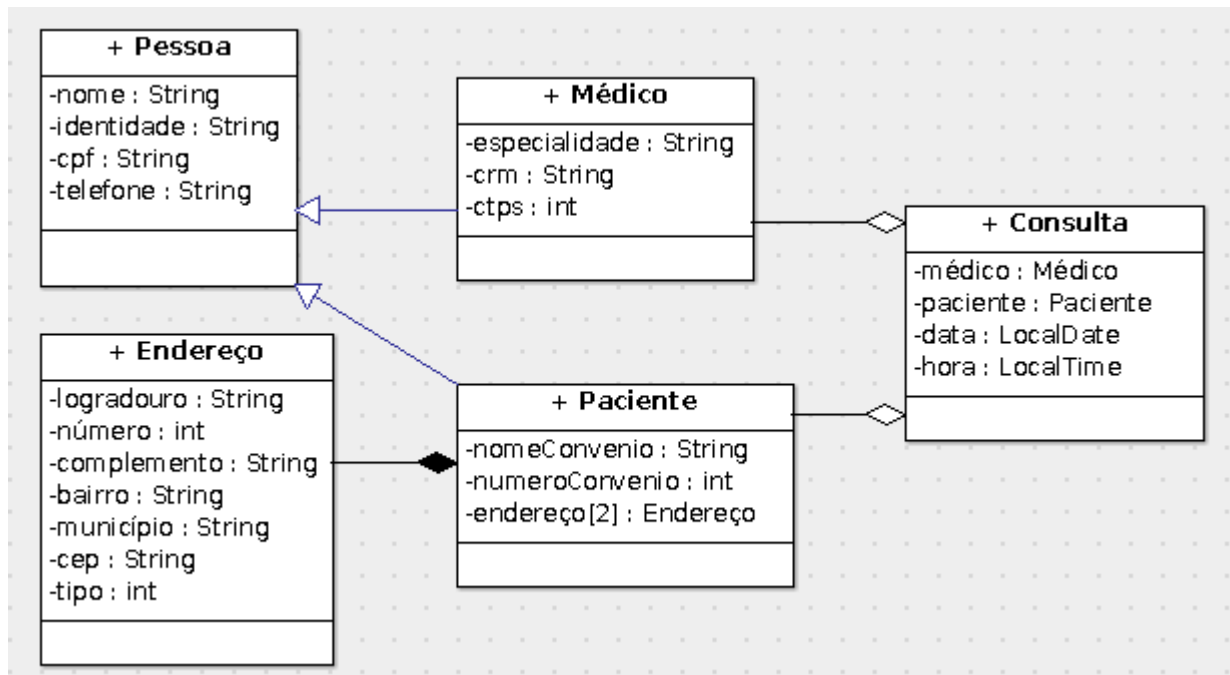 + Pessoa
-nome : String
-identidade : String
-cpf : String
-telefone : String
+ Médico
-especialidade : String
-crm : String
-ctps : int
+ Consulta
-médico : Médico
-paciente : Paciente
-data : LocalDate
-hora : LocalTime
+ Endereço
-logradouro : String
-número : int
-complemento : String
-bairro : String
-município : String
-cep : String
-tipo : int
+ Paciente
-nomeConvenio : String
-numeroConvenio : int
-endereço[2] : Endereço